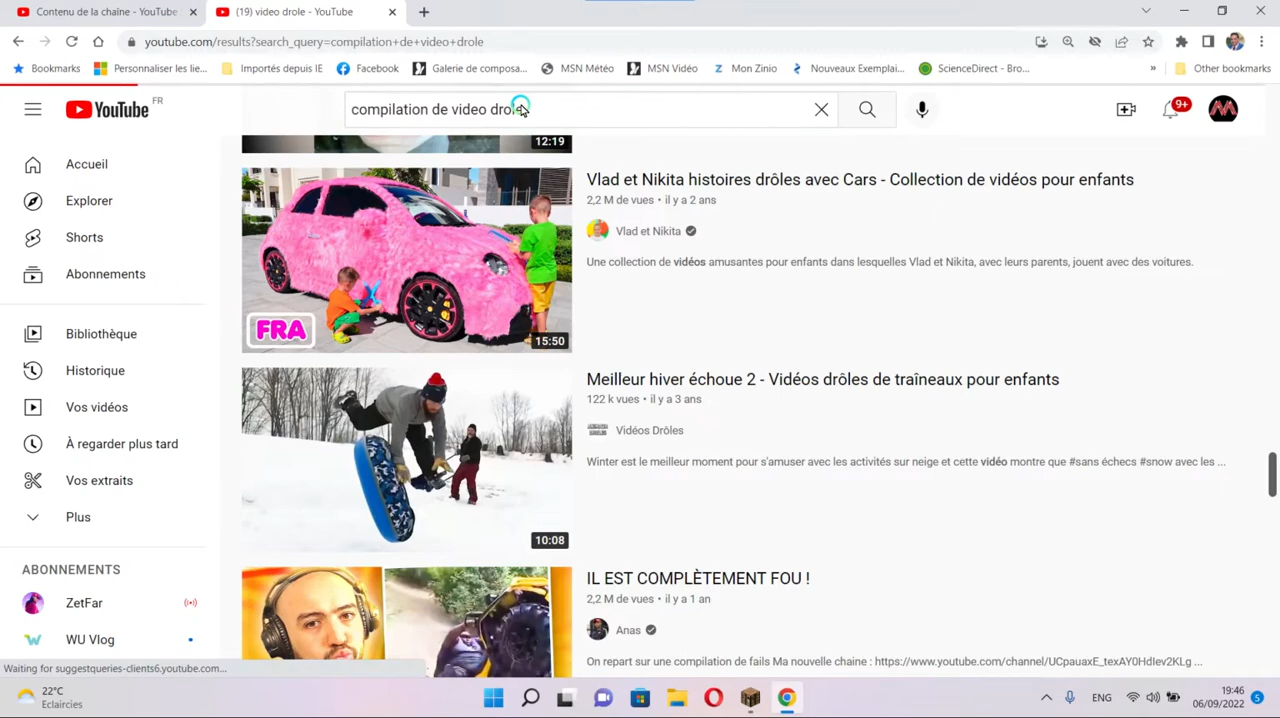 Contenu de la chaîne - YouTube
(19) video drole - YouTube
youtube.com/results?search_query=compilation+de+video+drole
Bookmarks
Personnaliser les lie...
Importés depuis IE
Facebook
Galerie de composa...
MSN Météo
MSN Vidéo
Mon Zinio
Nouveaux Exemplai...
ScienceDirect - Bro...
»
Other bookmarks
YouTube FR
compilation de video drole
9+
Accueil
Explorer
Shorts
Abonnements
Bibliothèque
Historique
Vos vidéos
À regarder plus tard
Vos extraits
Plus
ABONNEMENTS
ZetFar
WU Vlog
12:19
FRA
15:50
Vlad et Nikita histoires drôles avec Cars - Collection de vidéos pour enfants
2,2 M de vues • il y a 2 ans
Vlad et Nikita
Une collection de vidéos amusantes pour enfants dans lesquelles Vlad et Nikita, avec leurs parents, jouent avec des voitures.
10:08
Meilleur hiver échoue 2 - Vidéos drôles de traîneaux pour enfants
122 k vues • il y a 3 ans
Vidéos Drôles
Winter est le meilleur moment pour s'amuser avec les activités sur neige et cette vidéo montre que #sans échecs #snow avec les ...
IL EST COMPLÈTEMENT FOU !
2,2 M de vues • il y a 1 an
Anas
On repart sur une compilation de fails Ma nouvelle chaine : https://www.youtube.com/channel/UCpauaxE_texAY0HdIev2KLg ...
Waiting for suggestqueries-clients6.youtube.com...
22°C
Eclaircies
ENG
19:46
06/09/2022
5